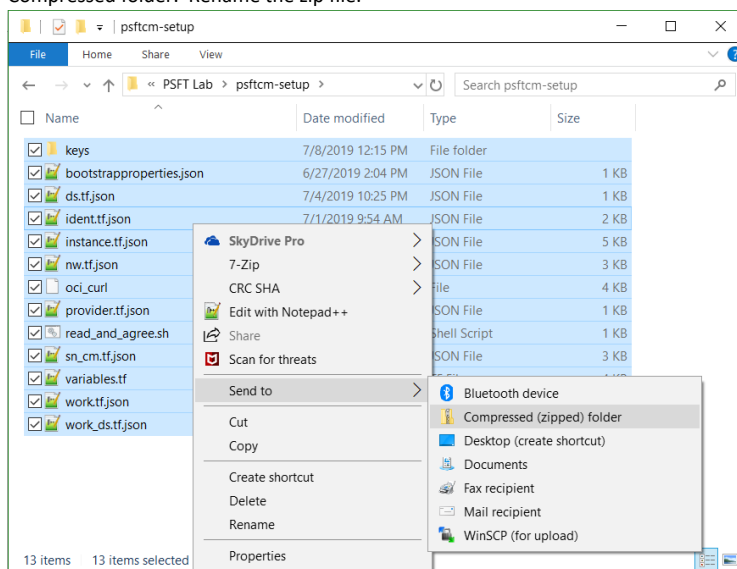 Compressed folder. Rename the zip file.
psftcm-setup
File Home Share View
« PSFT Lab > psftcm-setup > Search psftcm-setup
Name Date modified Type Size
keys 7/8/2019 12:15 PM File folder
bootstrapproperties.json 6/27/2019 2:04 PM JSON File 1 KB
ds.tf.json 7/4/2019 10:25 PM JSON File 1 KB
ident.tf.json 7/1/2019 9:54 AM JSON File 2 KB
instance.tf.json JSON File 5 KB
nw.tf.json JSON File 3 KB
oci_curl File 4 KB
provider.tf.json JSON File 1 KB
read_and_agree.sh Shell Script 1 KB
sn_cm.tf.json JSON File 3 KB
variables.tf
work.tf.json
work_ds.tf.json
SkyDrive Pro
7-Zip
CRC SHA
Edit with Notepad++
Share
Scan for threats
Send to
Cut
Copy
Create shortcut
Delete
Rename
Properties
Bluetooth device
Compressed (zipped) folder
Desktop (create shortcut)
Documents
Fax recipient
Mail recipient
WinSCP (for upload)
13 items 13 items selected